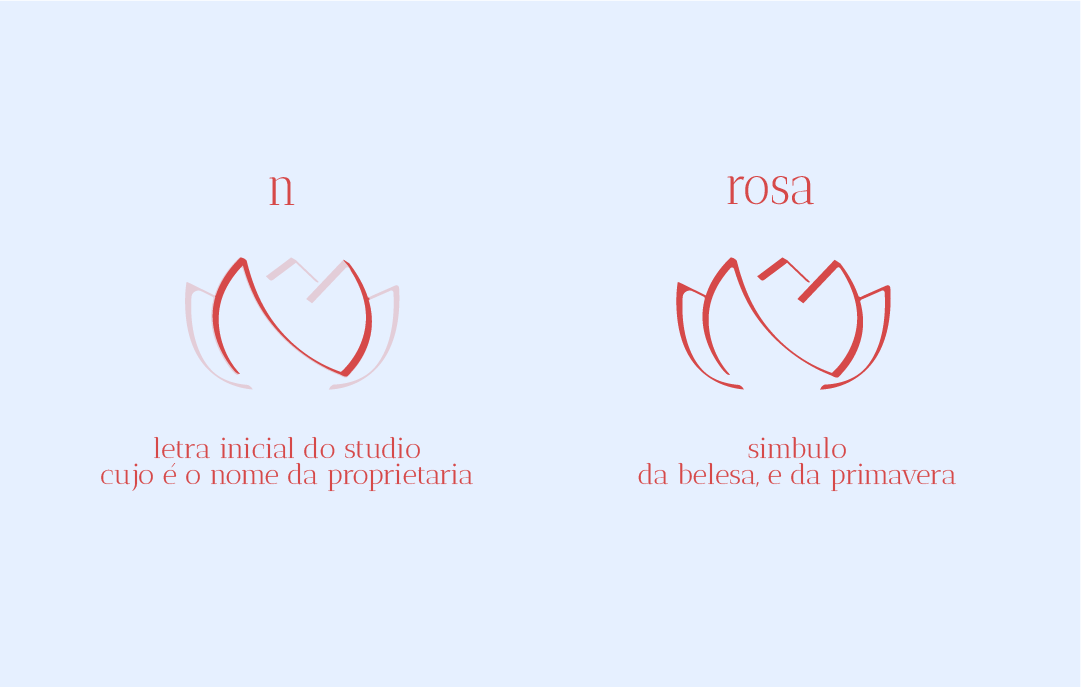 n
letra inicial do studio
cujo é o nome da proprietaria
rosa
simbulo
da belesa, e da primavera